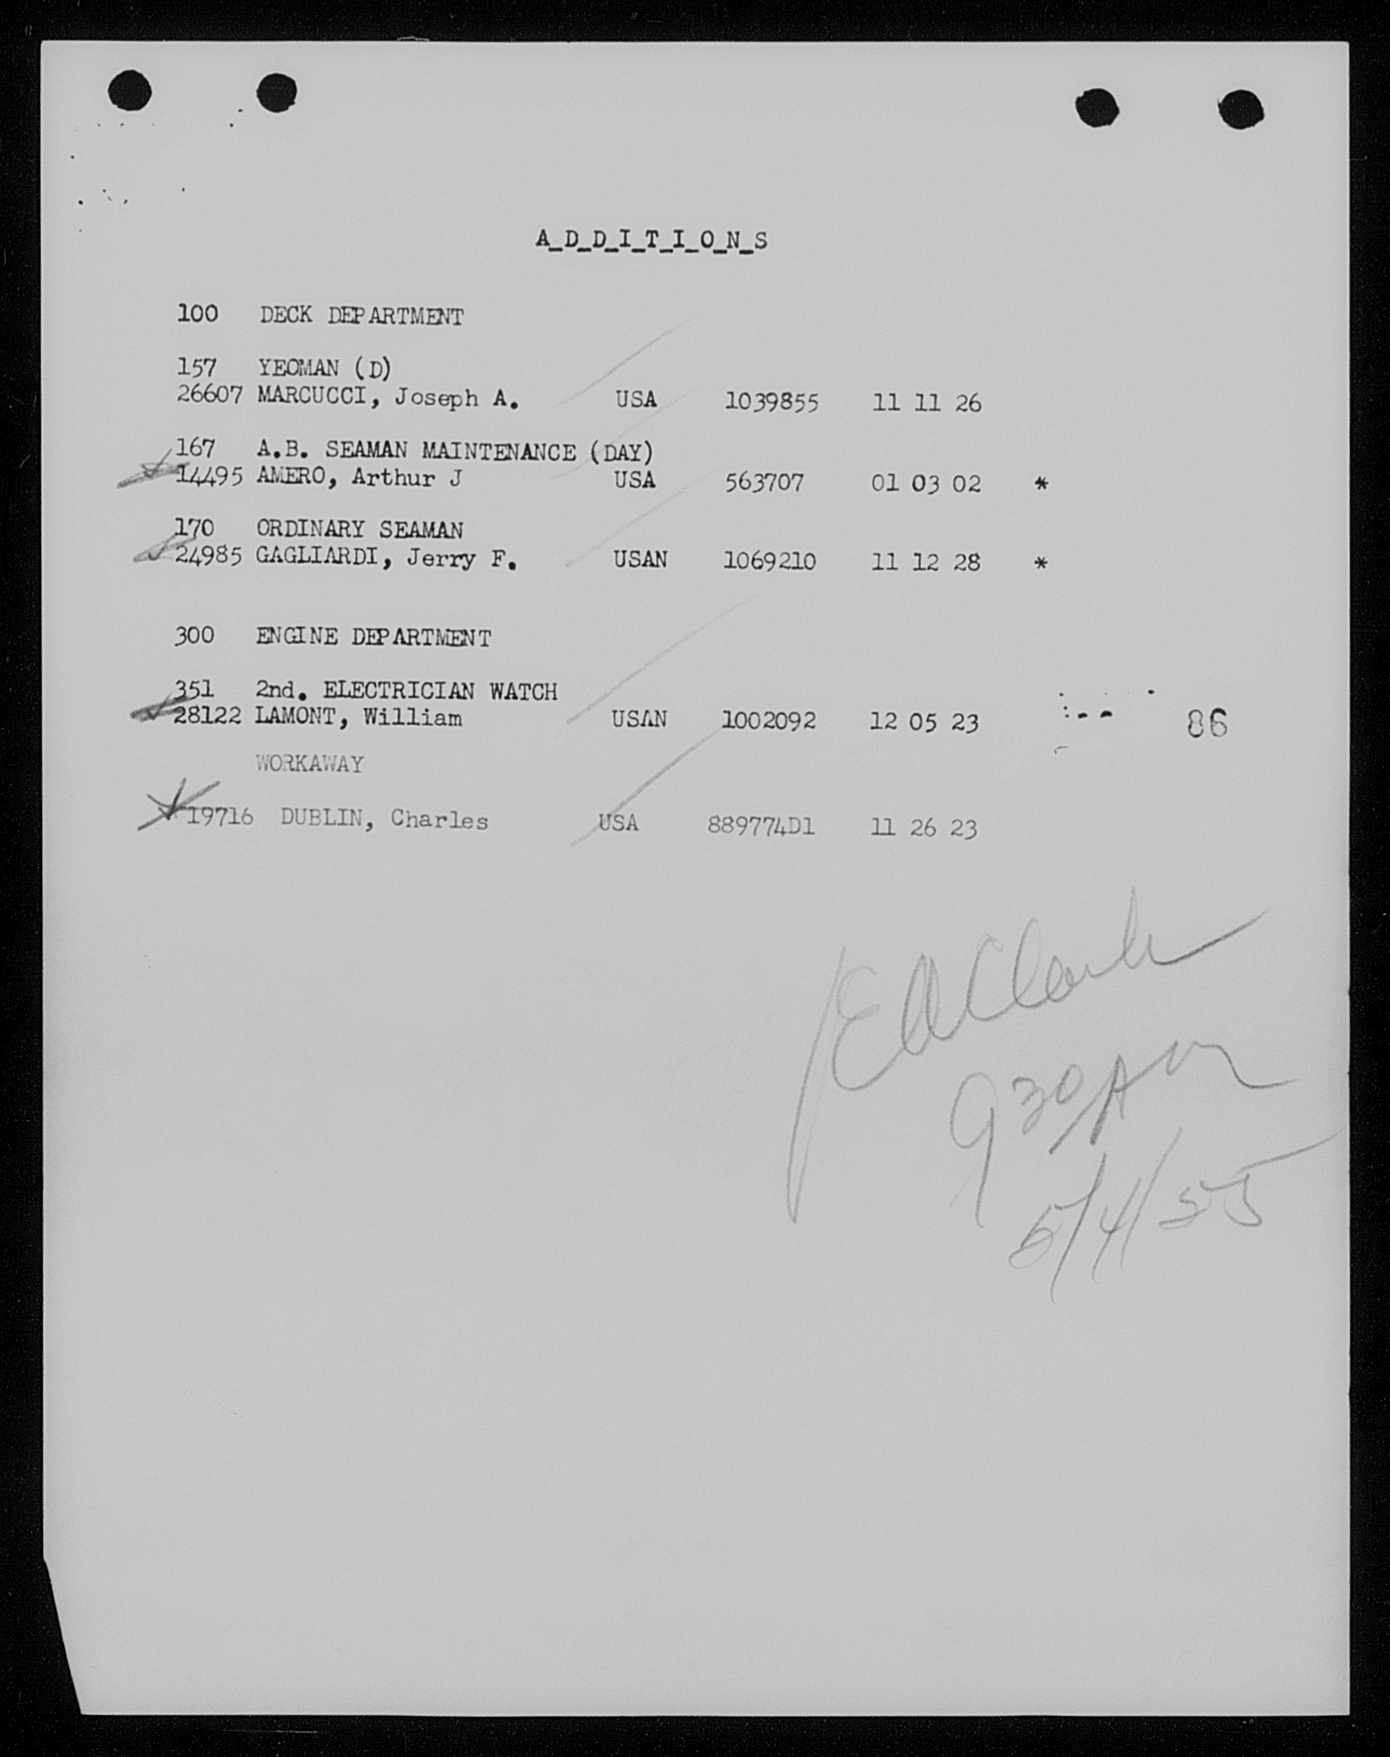 A_D_D_I_T_I_O_N_S
100 DECK DEPARTMENT
157 YEOMAN (D)
26607 MARCUCCI, Joseph A. USA 1039855 11 11 26
167 A.B. SEAMAN MAINTENANCE (DAY)
14495 AMERO, Arthur J USA 563707 01 03 02 *
170 ORDINARY SEAMAN
24985 GAGLIARDI, Jerry F. USAN 1069210 11 12 28 *
300 ENGINE DEPARTMENT
351 2nd. ELECTRICIAN WATCH
28122 LAMONT, William USAN 1002092 12 05 23 86
WORKAWAY
19716 DUBLIN, Charles USA 889774D1 11 26 23
EAClark
930 AM
5/4/55